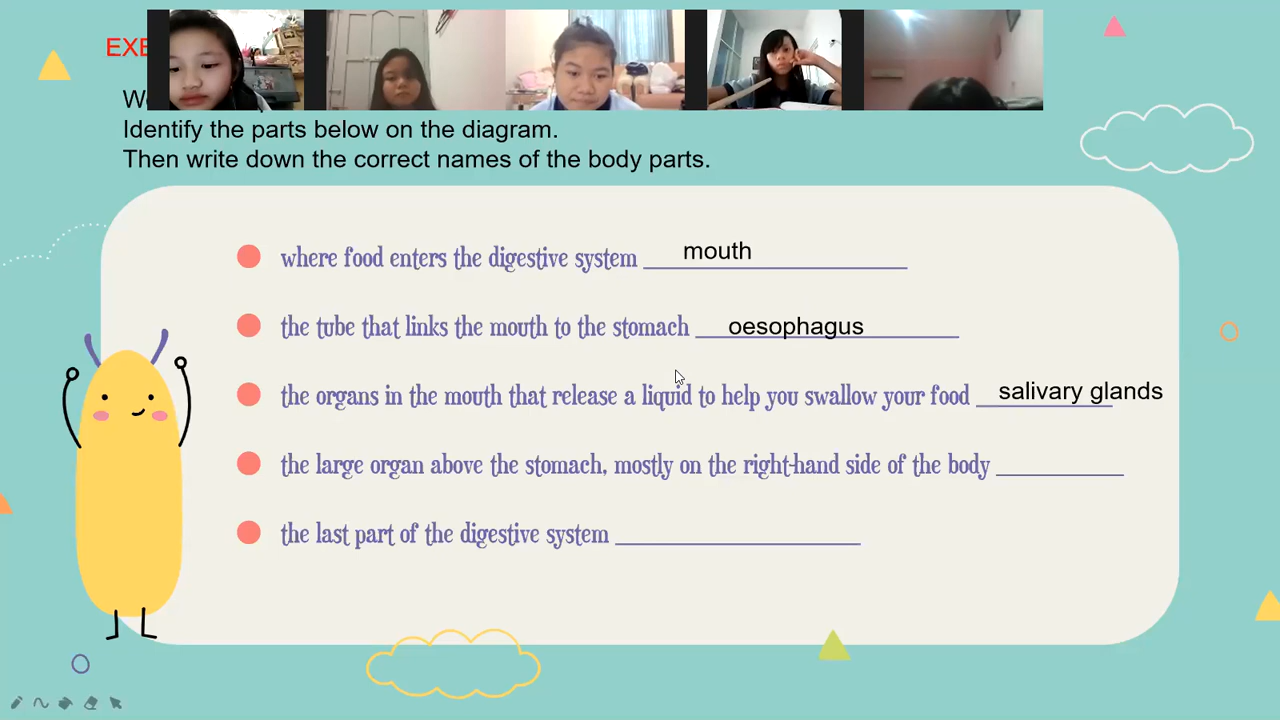 Identify the parts below on the diagram.
Then write down the correct names of the body parts.
where food enters the digestive system mouth
the tube that links the mouth to the stomach oesophagus
the organs in the mouth that release a liquid to help you swallow your food salivary glands
the large organ above the stomach, mostly on the right-hand side of the body
the last part of the digestive system